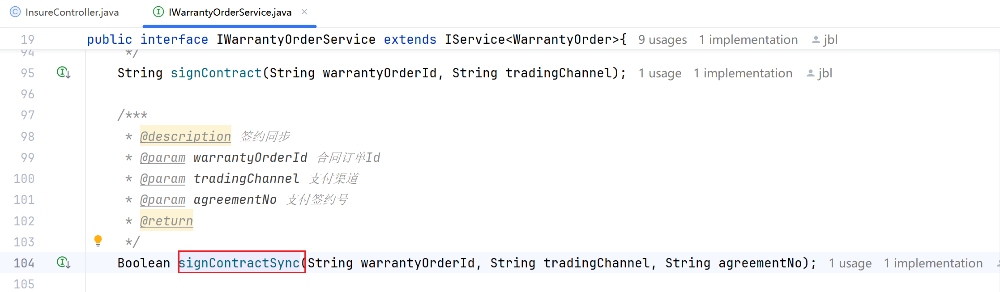 InsureController.java IWarrantyOrderService.java
19 public interface IWarrantyOrderService extends IService<WarrantyOrder>{ 9 usages 1 implementation jbl
94 */
95 String signContract(String warrantyOrderId, String tradingChannel); 1 usage 1 implementation jbl
96
97 /***
98 * @description 签约同步
99 * @param warrantyOrderId 合同订单Id
100 * @param tradingChannel 支付渠道
101 * @param agreementNo 支付签约号
102 * @return
103 */
104 Boolean signContractSync(String warrantyOrderId, String tradingChannel, String agreementNo); 1 usage 1 implementation
105